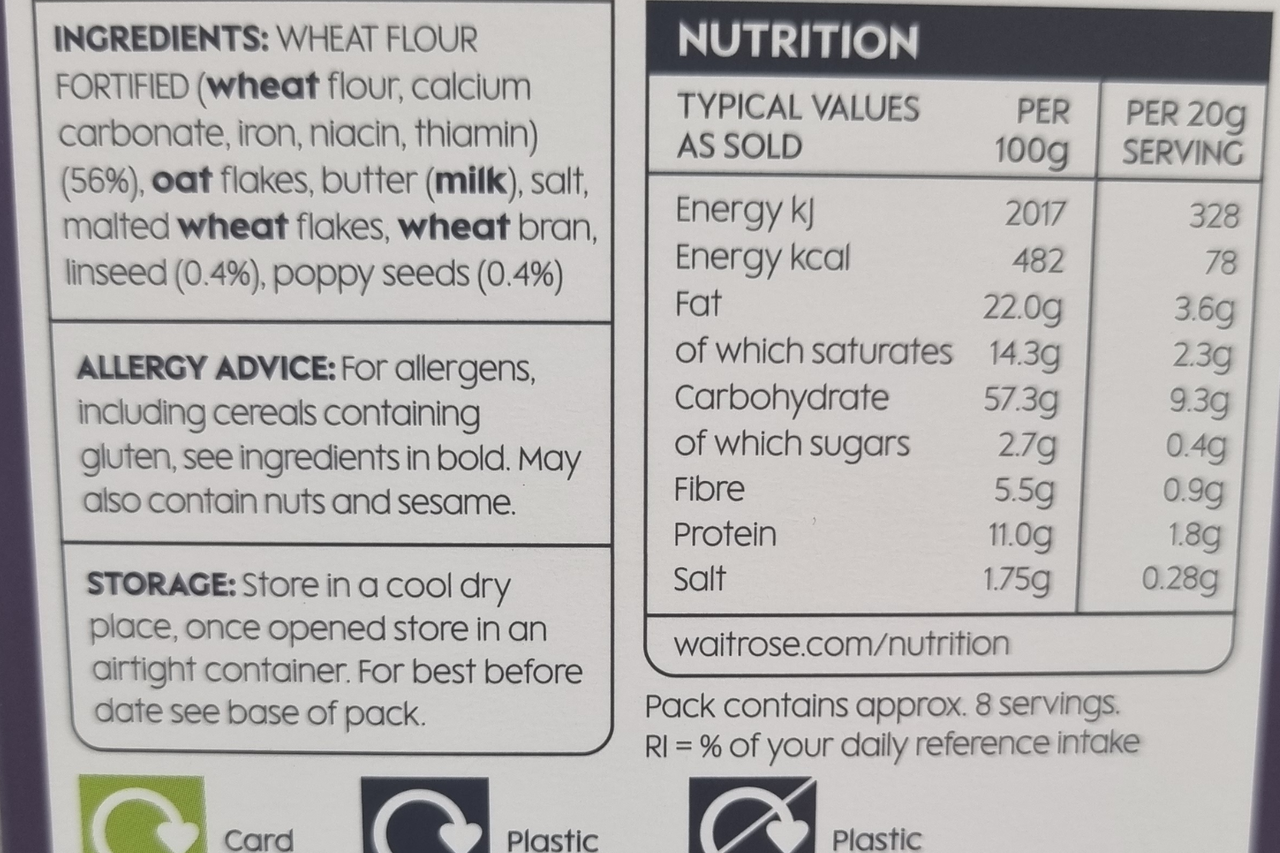 INGREDIENTS: WHEAT FLOUR
FORTIFIED (wheat flour, calcium
carbonate, iron, niacin, thiamin)
(56%), oat flakes, butter (milk), salt,
malted wheat flakes, wheat bran,
linseed (0.4%), poppy seeds (0.4%)
ALLERGY ADVICE: For allergens,
including cereals containing
gluten, see ingredients in bold. May
also contain nuts and sesame.
STORAGE: Store in a cool dry
place, once opened store in an
airtight container. For best before
date see base of pack.
NUTRITION
TYPICAL VALUES AS SOLD PER 100g PER 20g SERVING
Energy kJ 2017 328
Energy kcal 482 78
Fat 22.0g 3.6g
of which saturates 14.3g 2.3g
Carbohydrate 57.3g 9.3g
of which sugars 2.7g 0.4g
Fibre 5.5g 0.9g
Protein 11.0g 1.8g
Salt 1.75g 0.28g
waitrose.com/nutrition
Pack contains approx. 8 servings.
RI = % of your daily reference intake
Card Plastic Plastic